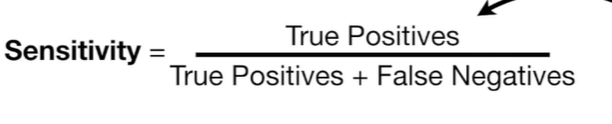 True Positives
Sensitivity =
True Positives + False Negatives